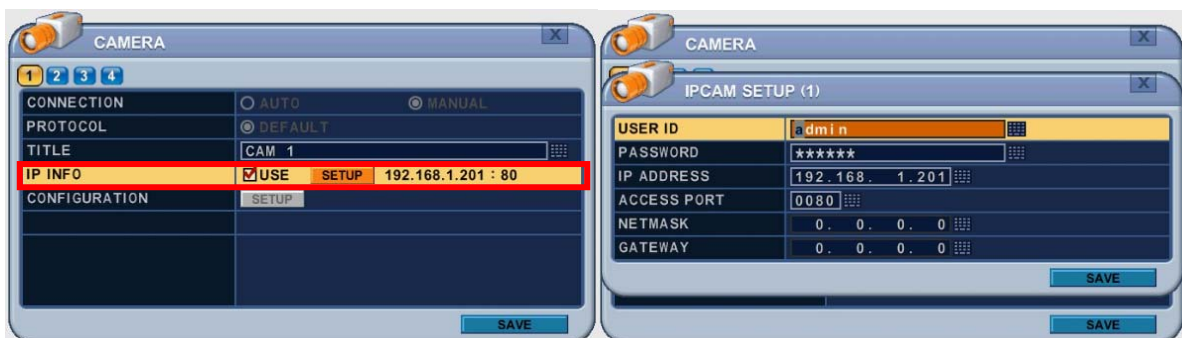 CAMERA
X
1 2 3 4
CONNECTION AUTO MANUAL
PROTOCOL DEFAULT
TITLE CAM 1
IP INFO USE SETUP 192.168.1.201 : 80
CONFIGURATION SETUP
SAVE
CAMERA
X
IPCAM SETUP (1)
X
USER ID admin
PASSWORD ******
IP ADDRESS 192.168. 1.201
ACCESS PORT 0080
NETMASK 0. 0. 0. 0
GATEWAY 0. 0. 0. 0
SAVE
SAVE